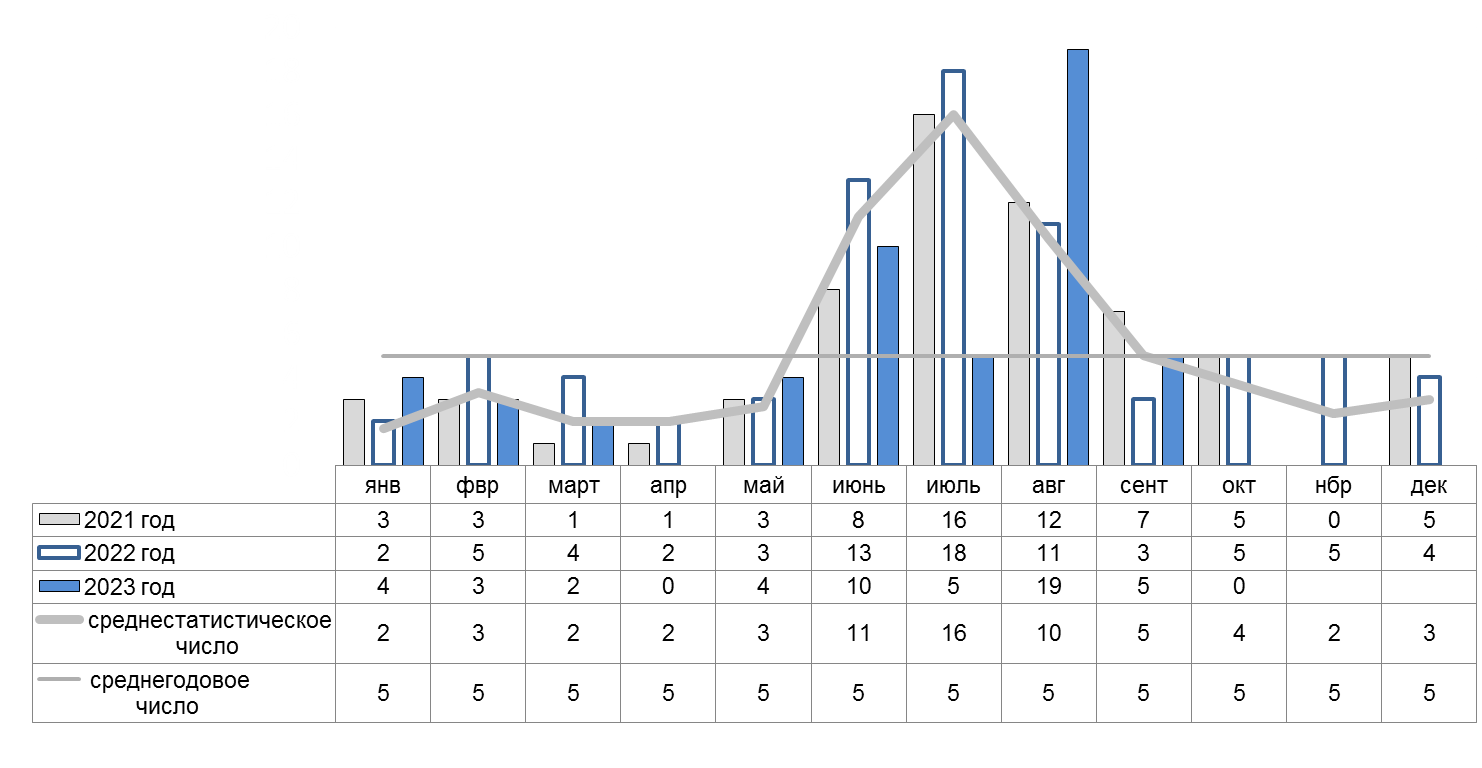 янв фвр март апр май июнь июль авг сент окт нбр дек
2021 год 3 3 1 1 3 8 16 12 7 5 0 5
2022 год 2 5 4 2 3 13 18 11 3 5 5 4
2023 год 4 3 2 0 4 10 5 19 5 0
среднестатистическое
число 2 3 2 2 3 11 16 10 5 4 2 3
среднегодовое
число 5 5 5 5 5 5 5 5 5 5 5 5